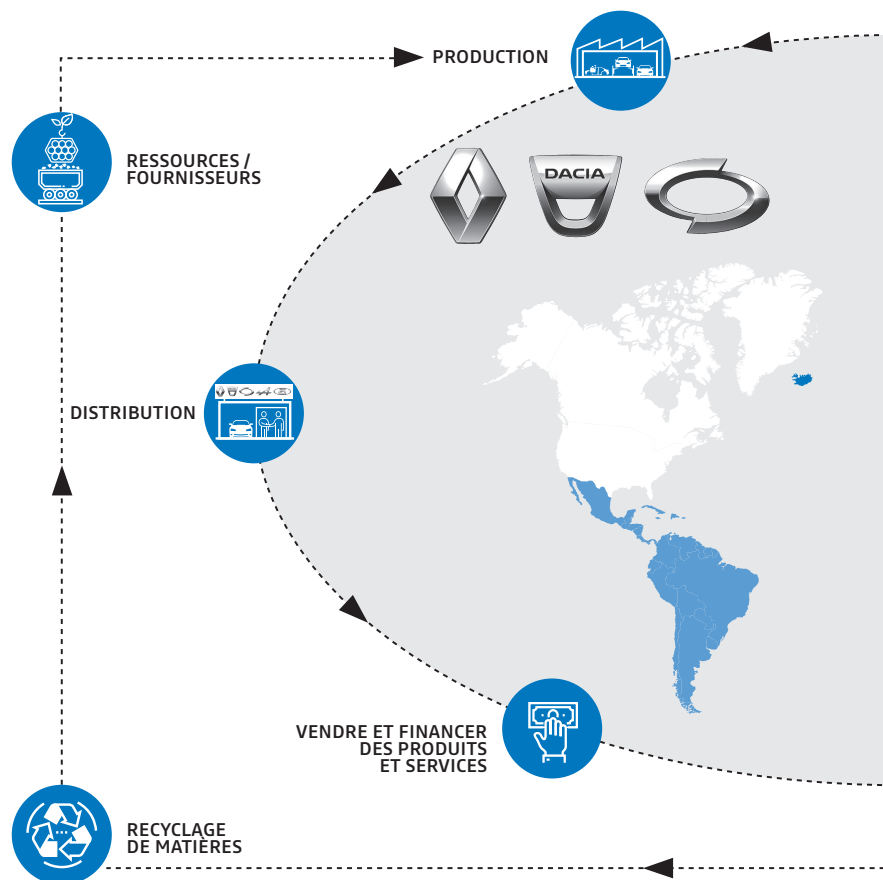 PRODUCTION
RESSOURCES /
FOURNISSEURS
DACIA
DISTRIBUTION
VENDRE ET FINANCER
DES PRODUITS
ET SERVICES
RECYCLAGE
DE MATIÈRES